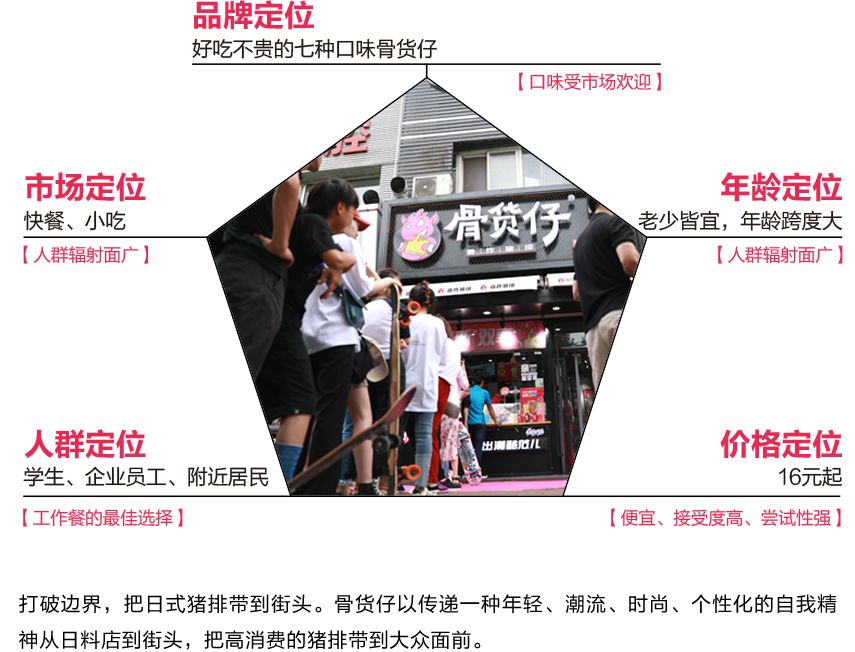 品牌定位
好吃不贵的七种口味骨货仔
【 口味受市场欢迎 】
市场定位
快餐、小吃
【 人群辐射面广 】
年龄定位
老少皆宜，年龄跨度大
【 人群辐射面广 】
骨货仔
香炸猪排
出潮融范儿
人群定位
学生、企业员工、附近居民
【 工作餐的最佳选择 】
价格定位
16元起
【 便宜、接受度高、尝试性强 】
打破边界，把日式猪排带到街头。骨货仔以传递一种年轻、潮流、时尚、个性化的自我精
神从日料店到街头，把高消费的猪排带到大众面前。